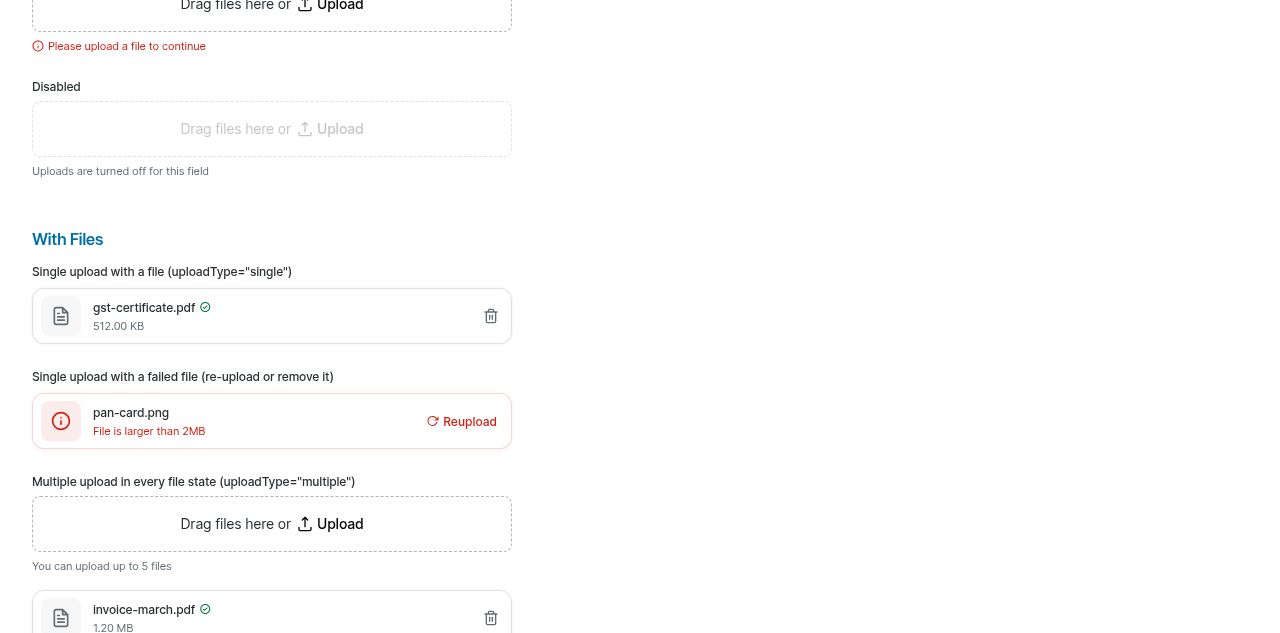 Drag files here or Upload
Please upload a file to continue
Disabled
Drag files here or Upload
Uploads are turned off for this field
With Files
Single upload with a file (uploadType="single")
gst-certificate.pdf
512.00 KB
Single upload with a failed file (re-upload or remove it)
pan-card.png
File is larger than 2MB
Reupload
Multiple upload in every file state (uploadType="multiple")
Drag files here or Upload
You can upload up to 5 files
invoice-march.pdf
1.20 MB